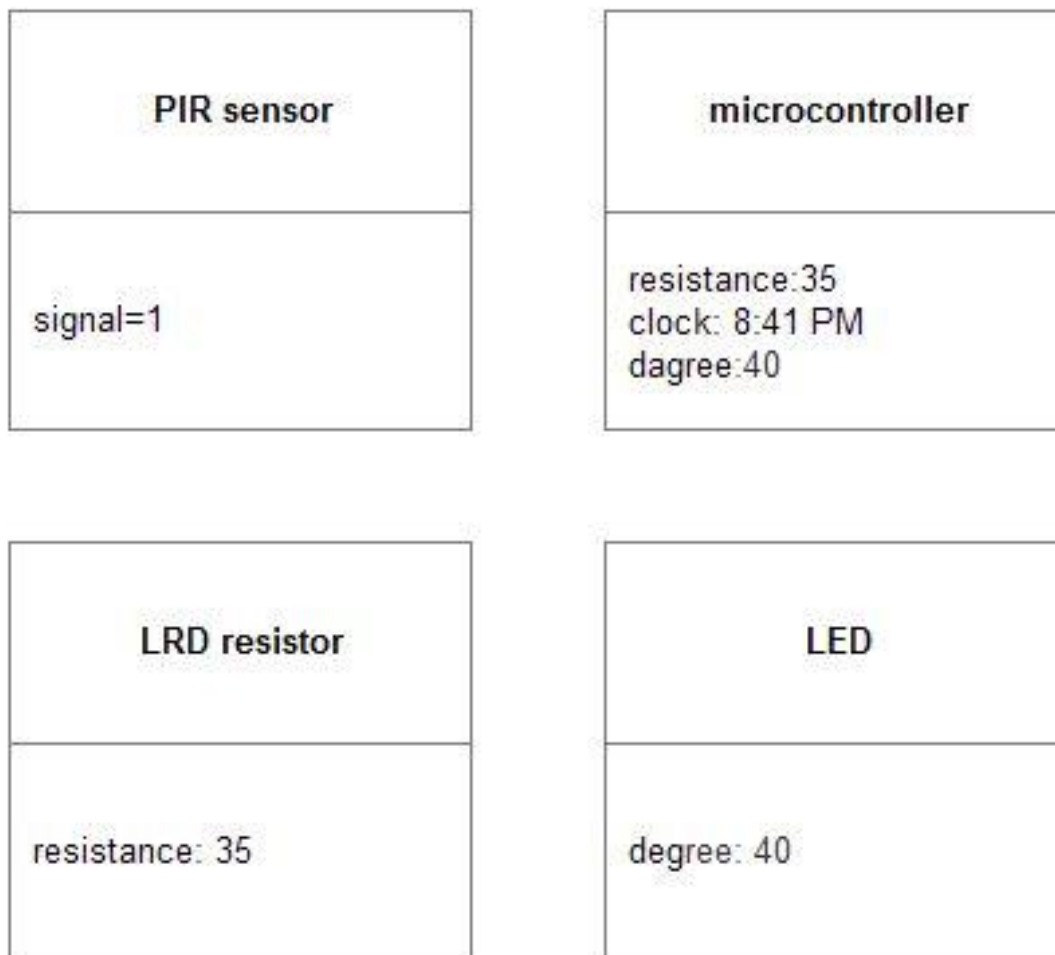 PIR sensor
signal=1
microcontroller
resistance:35
clock: 8:41 PM
dagree:40
LRD resistor
resistance: 35
LED
degree: 40